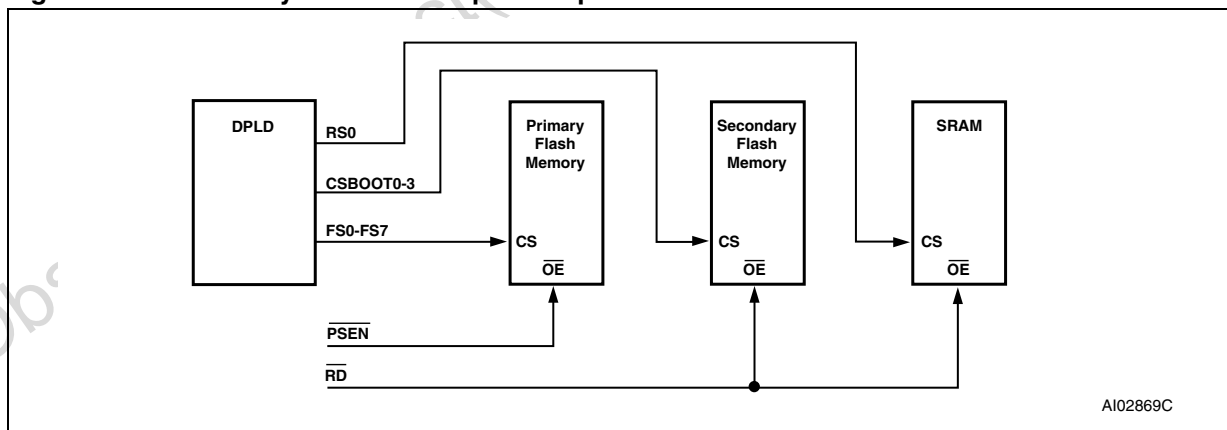 DPLD
RS0
CSBOOT0-3
FS0-FS7
Primary
Flash
Memory
CS
OE
Secondary
Flash
Memory
CS
OE
SRAM
CS
OE
PSEN
RD
AI02869C